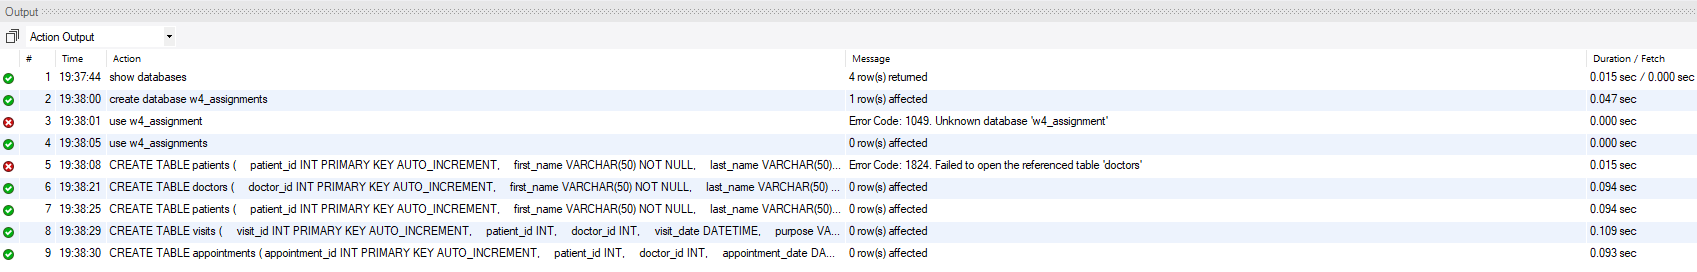 Output
Action Output
# Time Action Message Duration / Fetch
1 19:37:44 show databases 4 row(s) returned 0.015 sec / 0.000 sec
2 19:38:00 create database w4_assignments 1 row(s) affected 0.047 sec
3 19:38:01 use w4_assignment Error Code: 1049. Unknown database 'w4_assignment' 0.000 sec
4 19:38:05 use w4_assignments 0 row(s) affected 0.000 sec
5 19:38:08 CREATE TABLE patients ( patient_id INT PRIMARY KEY AUTO_INCREMENT, first_name VARCHAR(50) NOT NULL, last_name VARCHAR(50)... Error Code: 1824. Failed to open the referenced table 'doctors' 0.015 sec
6 19:38:21 CREATE TABLE doctors ( doctor_id INT PRIMARY KEY AUTO_INCREMENT, first_name VARCHAR(50) NOT NULL, last_name VARCHAR(50) ... 0 row(s) affected 0.094 sec
7 19:38:25 CREATE TABLE patients ( patient_id INT PRIMARY KEY AUTO_INCREMENT, first_name VARCHAR(50) NOT NULL, last_name VARCHAR(50)... 0 row(s) affected 0.094 sec
8 19:38:29 CREATE TABLE visits ( visit_id INT PRIMARY KEY AUTO_INCREMENT, patient_id INT, doctor_id INT, visit_date DATETIME, purpose VA... 0 row(s) affected 0.109 sec
9 19:38:30 CREATE TABLE appointments ( appointment_id INT PRIMARY KEY AUTO_INCREMENT, patient_id INT, doctor_id INT, appointment_date DA... 0 row(s) affected 0.093 sec